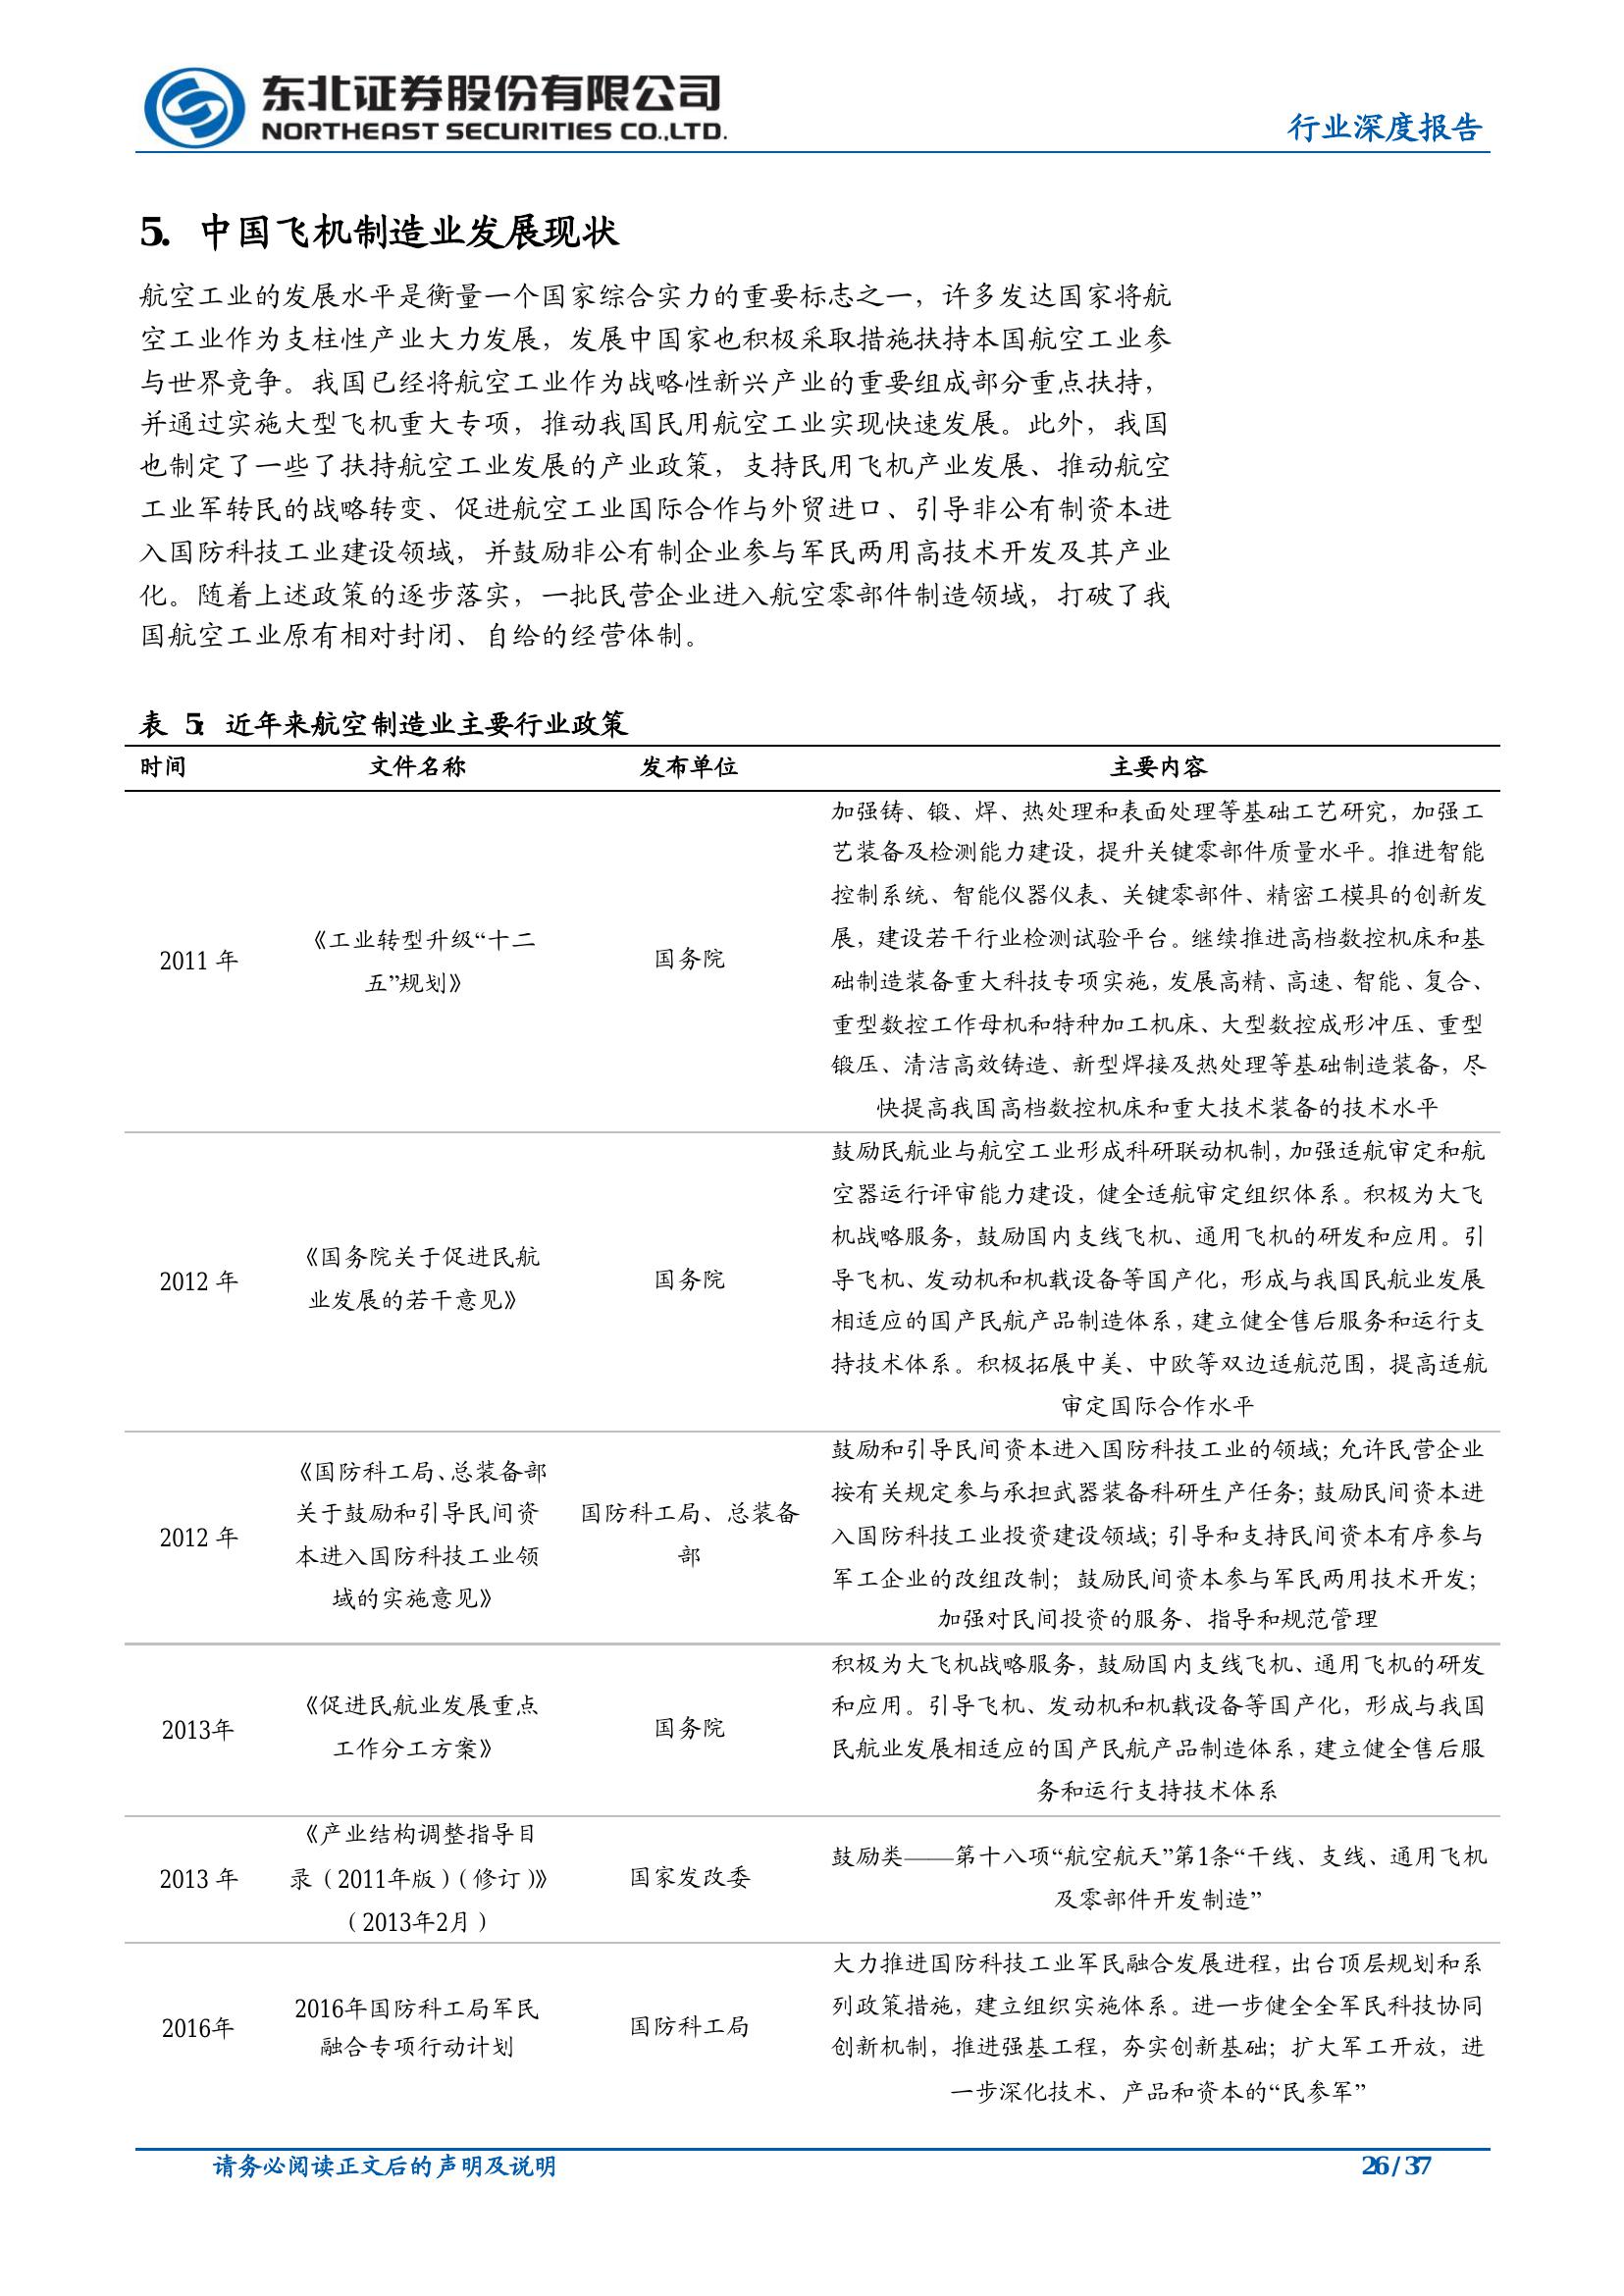 东北证券股份有限公司
NORTHEAST SECURITIES CO.,LTD.
行业深度报告
5. 中国飞机制造业发展现状
航空工业的发展水平是衡量一个国家综合实力的重要标志之一，许多发达国家将航
空工业作为支柱性产业大力发展，发展中国家也积极采取措施扶持本国航空工业参
与世界竞争。我国已经将航空工业作为战略性新兴产业的重要组成部分重点扶持，
并通过实施大型飞机重大专项，推动我国民用航空工业实现快速发展。此外，我国
也制定了一些了扶持航空工业发展的产业政策，支持民用飞机产业发展、推动航空
工业军转民的战略转变、促进航空工业国际合作与外贸进口、引导非公有制资本进
入国防科技工业建设领域，并鼓励非公有制企业参与军民两用高技术开发及其产业
化。随着上述政策的逐步落实，一批民营企业进入航空零部件制造领域，打破了我
国航空工业原有相对封闭、自给的经营体制。
表 5: 近年来航空制造业主要行业政策
时间 文件名称 发布单位 主要内容
2011 年
《工业转型升级“十二
五”规划》
国务院
加强铸、锻、焊、热处理和表面处理等基础工艺研究，加强工
艺装备及检测能力建设，提升关键零部件质量水平。推进智能
控制系统、智能仪器仪表、关键零部件、精密工模具的创新发
展，建设若干行业检测试验平台。继续推进高档数控机床和基
础制造装备重大科技专项实施，发展高精、高速、智能、复合、
重型数控工作母机和特种加工机床、大型数控成形冲压、重型
锻压、清洁高效铸造、新型焊接及热处理等基础制造装备，尽
快提高我国高档数控机床和重大技术装备的技术水平
2012 年
《国务院关于促进民航
业发展的若干意见》
国务院
鼓励民航业与航空工业形成科研联动机制，加强适航审定和航
空器运行评审能力建设，健全适航审定组织体系。积极为大飞
机战略服务，鼓励国内支线飞机、通用飞机的研发和应用。引
导飞机、发动机和机载设备等国产化，形成与我国民航业发展
相适应的国产民航产品制造体系，建立健全售后服务和运行支
持技术体系。积极拓展中美、中欧等双边适航范围，提高适航
审定国际合作水平
2012 年
《国防科工局、总装备部
关于鼓励和引导民间资
本进入国防科技工业领
域的实施意见》
国防科工局、总装备
部
鼓励和引导民间资本进入国防科技工业的领域；允许民营企业
按有关规定参与承担武器装备科研生产任务；鼓励民间资本进
入国防科技工业投资建设领域；引导和支持民间资本有序参与
军工企业的改组改制；鼓励民间资本参与军民两用技术开发；
加强对民间投资的服务、指导和规范管理
2013年
《促进民航业发展重点
工作分工方案》
国务院
积极为大飞机战略服务，鼓励国内支线飞机、通用飞机的研发
和应用。引导飞机、发动机和机载设备等国产化，形成与我国
民航业发展相适应的国产民航产品制造体系，建立健全售后服
务和运行支持技术体系
2013 年
《产业结构调整指导目
录（2011年版）（修订）》
（2013年2月）
国家发改委
鼓励类——第十八项“航空航天”第1条“干线、支线、通用飞机
及零部件开发制造”
2016年
2016年国防科工局军民
融合专项行动计划
国防科工局
大力推进国防科技工业军民融合发展进程，出台顶层规划和系
列政策措施，建立组织实施体系。进一步健全全军民科技协同
创新机制，推进强基工程，夯实创新基础；扩大军工开放，进
一步深化技术、产品和资本的“民参军”
请务必阅读正文后的声明及说明
26 / 37